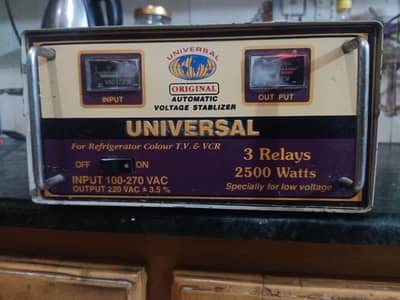 UNIVERSAL
ORIGINAL
AUTOMATIC
VOLTAGE STABLIZER
INPUT
OUT PUT
UNIVERSAL
For Refrigerator Colour T.V. & VCR
OFF ON
INPUT 100-270 VAC
OUTPUT 220 VAC ± 3.5 %
3 Relays
2500 Watts
Specially for low voltage